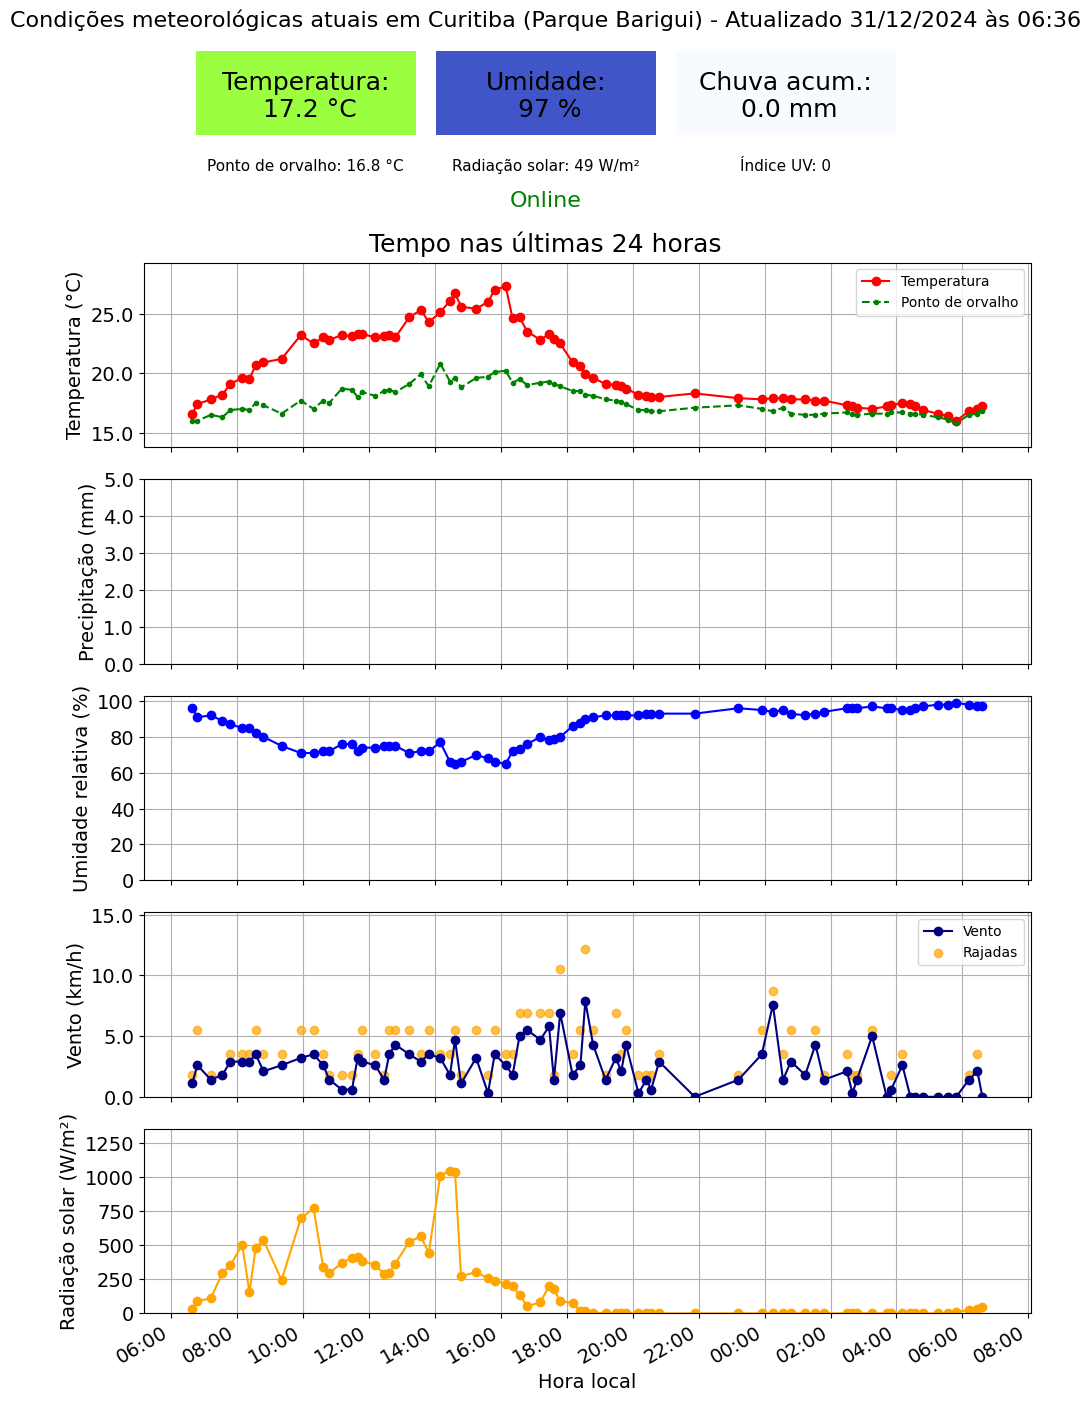 Condições meteorológicas atuais em Curitiba (Parque Barigui) - Atualizado 31/12/2024 às 06:36
Temperatura:
17.2 °C
Umidade:
97 %
Chuva acum.:
0.0 mm
Ponto de orvalho: 16.8 °C
Radiação solar: 49 W/m²
Índice UV: 0
Online
Tempo nas últimas 24 horas
Temperatura (°C)
25.0
20.0
15.0
Temperatura
Ponto de orvalho
Precipitação (mm)
5.0
4.0
3.0
2.0
1.0
0.0
Umidade relativa (%)
100
80
60
40
20
0
Vento (km/h)
15.0
10.0
5.0
0.0
Vento
Rajadas
Radiação solar (W/m²)
1250
1000
750
500
250
0
06:00 08:00 10:00 12:00 14:00 16:00 18:00 20:00 22:00 00:00 02:00 04:00 06:00 08:00
Hora local